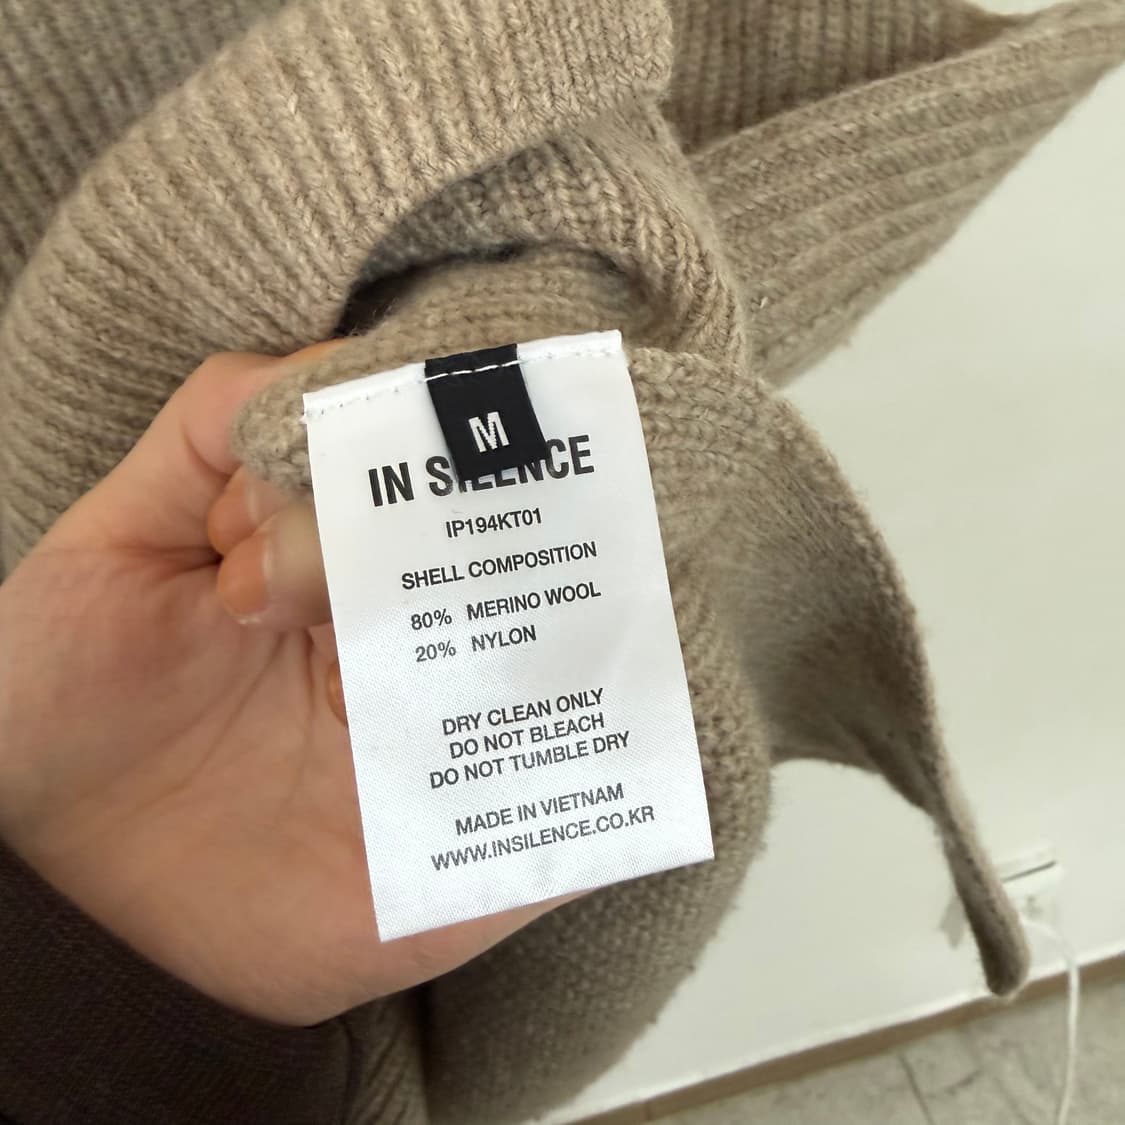 M
IN SILENCE
IP194KT01
SHELL COMPOSITION
80% MERINO WOOL
20% NYLON
DRY CLEAN ONLY
DO NOT BLEACH
DO NOT TUMBLE DRY
MADE IN VIETNAM
WWW.INSILENCE.CO.KR